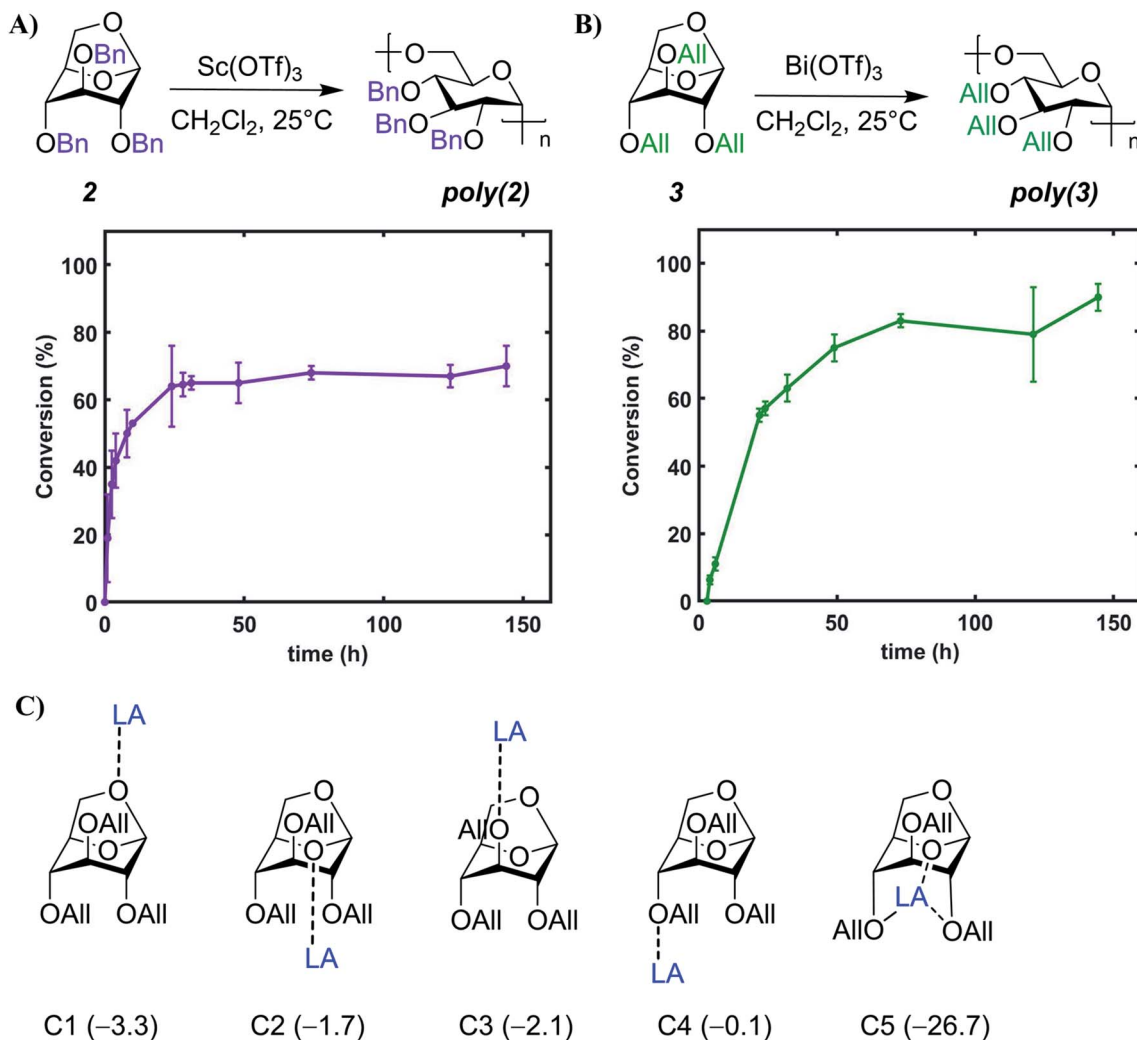 A)
O
OBn
O
OBn
OBn
Sc(OTf)3
CH2Cl2, 25°C
O
O
BnO
BnO
BnO
n
2
poly(2)
Conversion (%)
100
80
60
40
20
0
0 50 100 150
time (h)
B)
O
OAll
O
OAll
OAll
Bi(OTf)3
CH2Cl2, 25°C
O
O
AllO
AllO
AllO
n
3
poly(3)
Conversion (%)
100
80
60
40
20
0
0 50 100 150
time (h)
C)
LA
O
OAll
O
OAll OAll
C1 (−3.3)
O
OAll
O
OAll OAll
LA
C2 (−1.7)
LA
O
AllO
O
OAll OAll
C3 (−2.1)
O
OAll
O
OAll OAll
LA
C4 (−0.1)
O
OAll
O
LA
AllO OAll
C5 (−26.7)